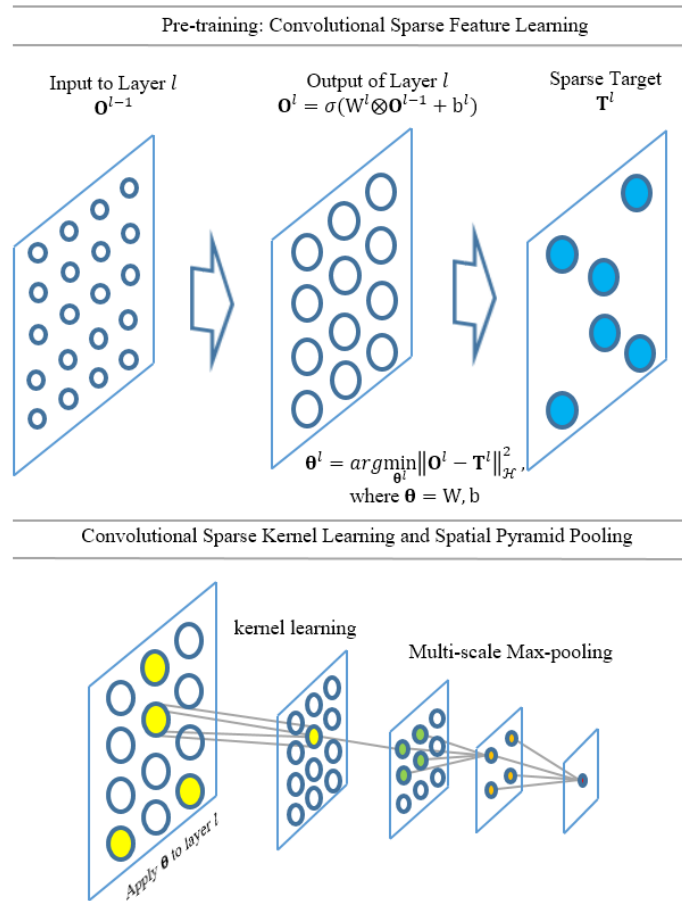 Pre-training: Convolutional Sparse Feature Learning
Input to Layer l
O^{l-1}
Output of Layer l
O^l = σ(W^l⊗O^{l-1} + b^l)
Sparse Target
T^l
θ^l = argmin_{θ^l}‖O^l − T^l‖²_ℋ,
where θ = W, b
Convolutional Sparse Kernel Learning and Spatial Pyramid Pooling
kernel learning
Multi-scale Max-pooling
Apply θ to layer l